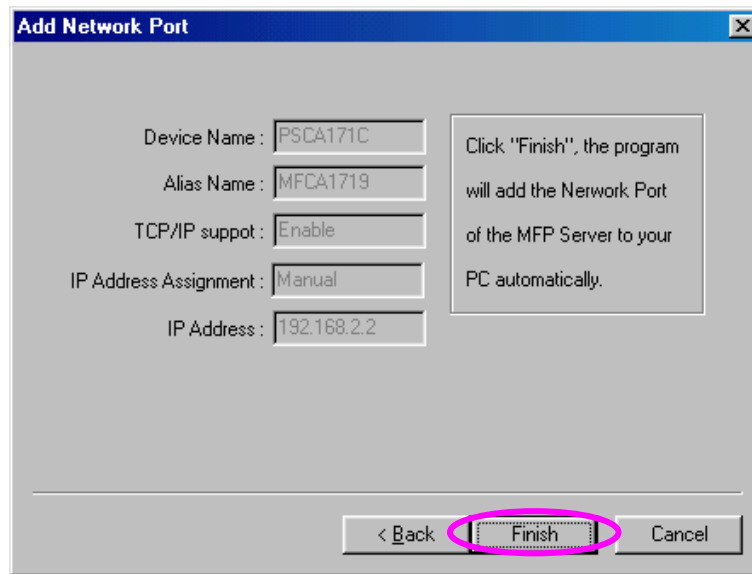 Add Network Port
Device Name : PSCA171C
Alias Name : MFCA1719
TCP/IP suppot : Enable
IP Address Assignment : Manual
IP Address : 192.168.2.2
Click "Finish", the program
will add the Nerwork Port
of the MFP Server to your
PC automatically.
< Back Finish Cancel